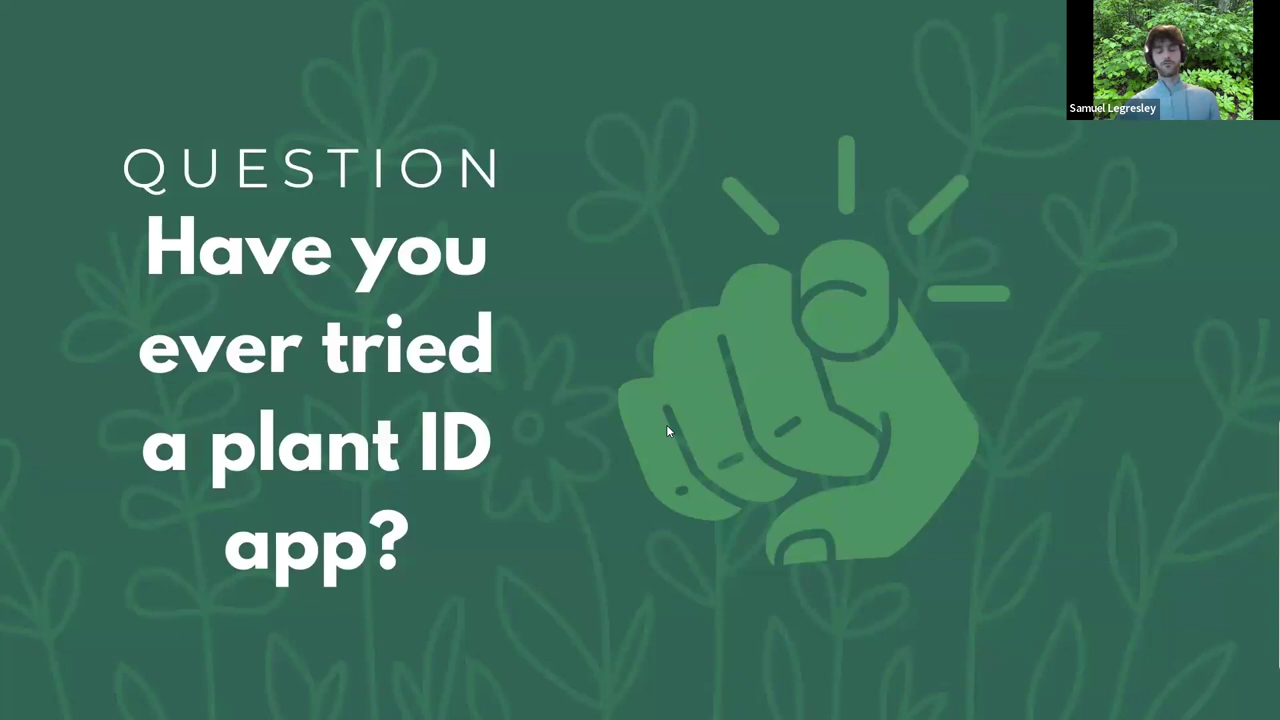 QUESTION
Have you
ever tried
a plant ID
app?
Samuel Legresley